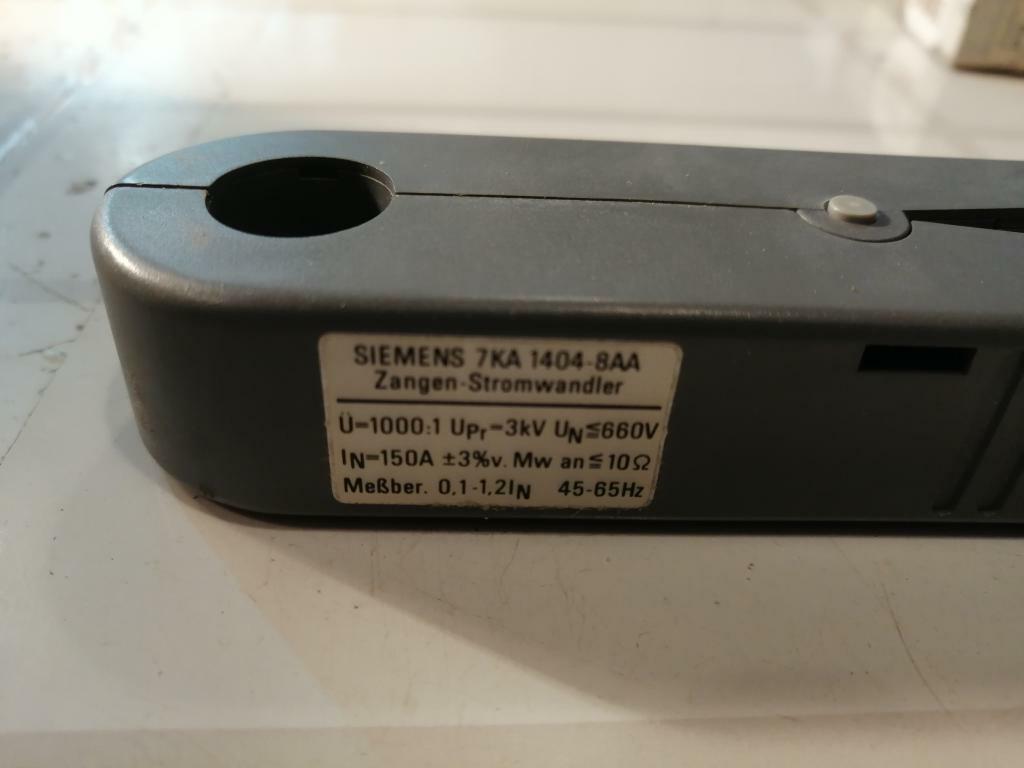 SIEMENS 7KA 1404-8AA
Zangen-Stromwandler
Ü=1000:1 UPr=3kV UN≦660V
IN=150A ±3%v. Mw an≦10Ω
Meßber. 0,1-1,2IN 45-65Hz